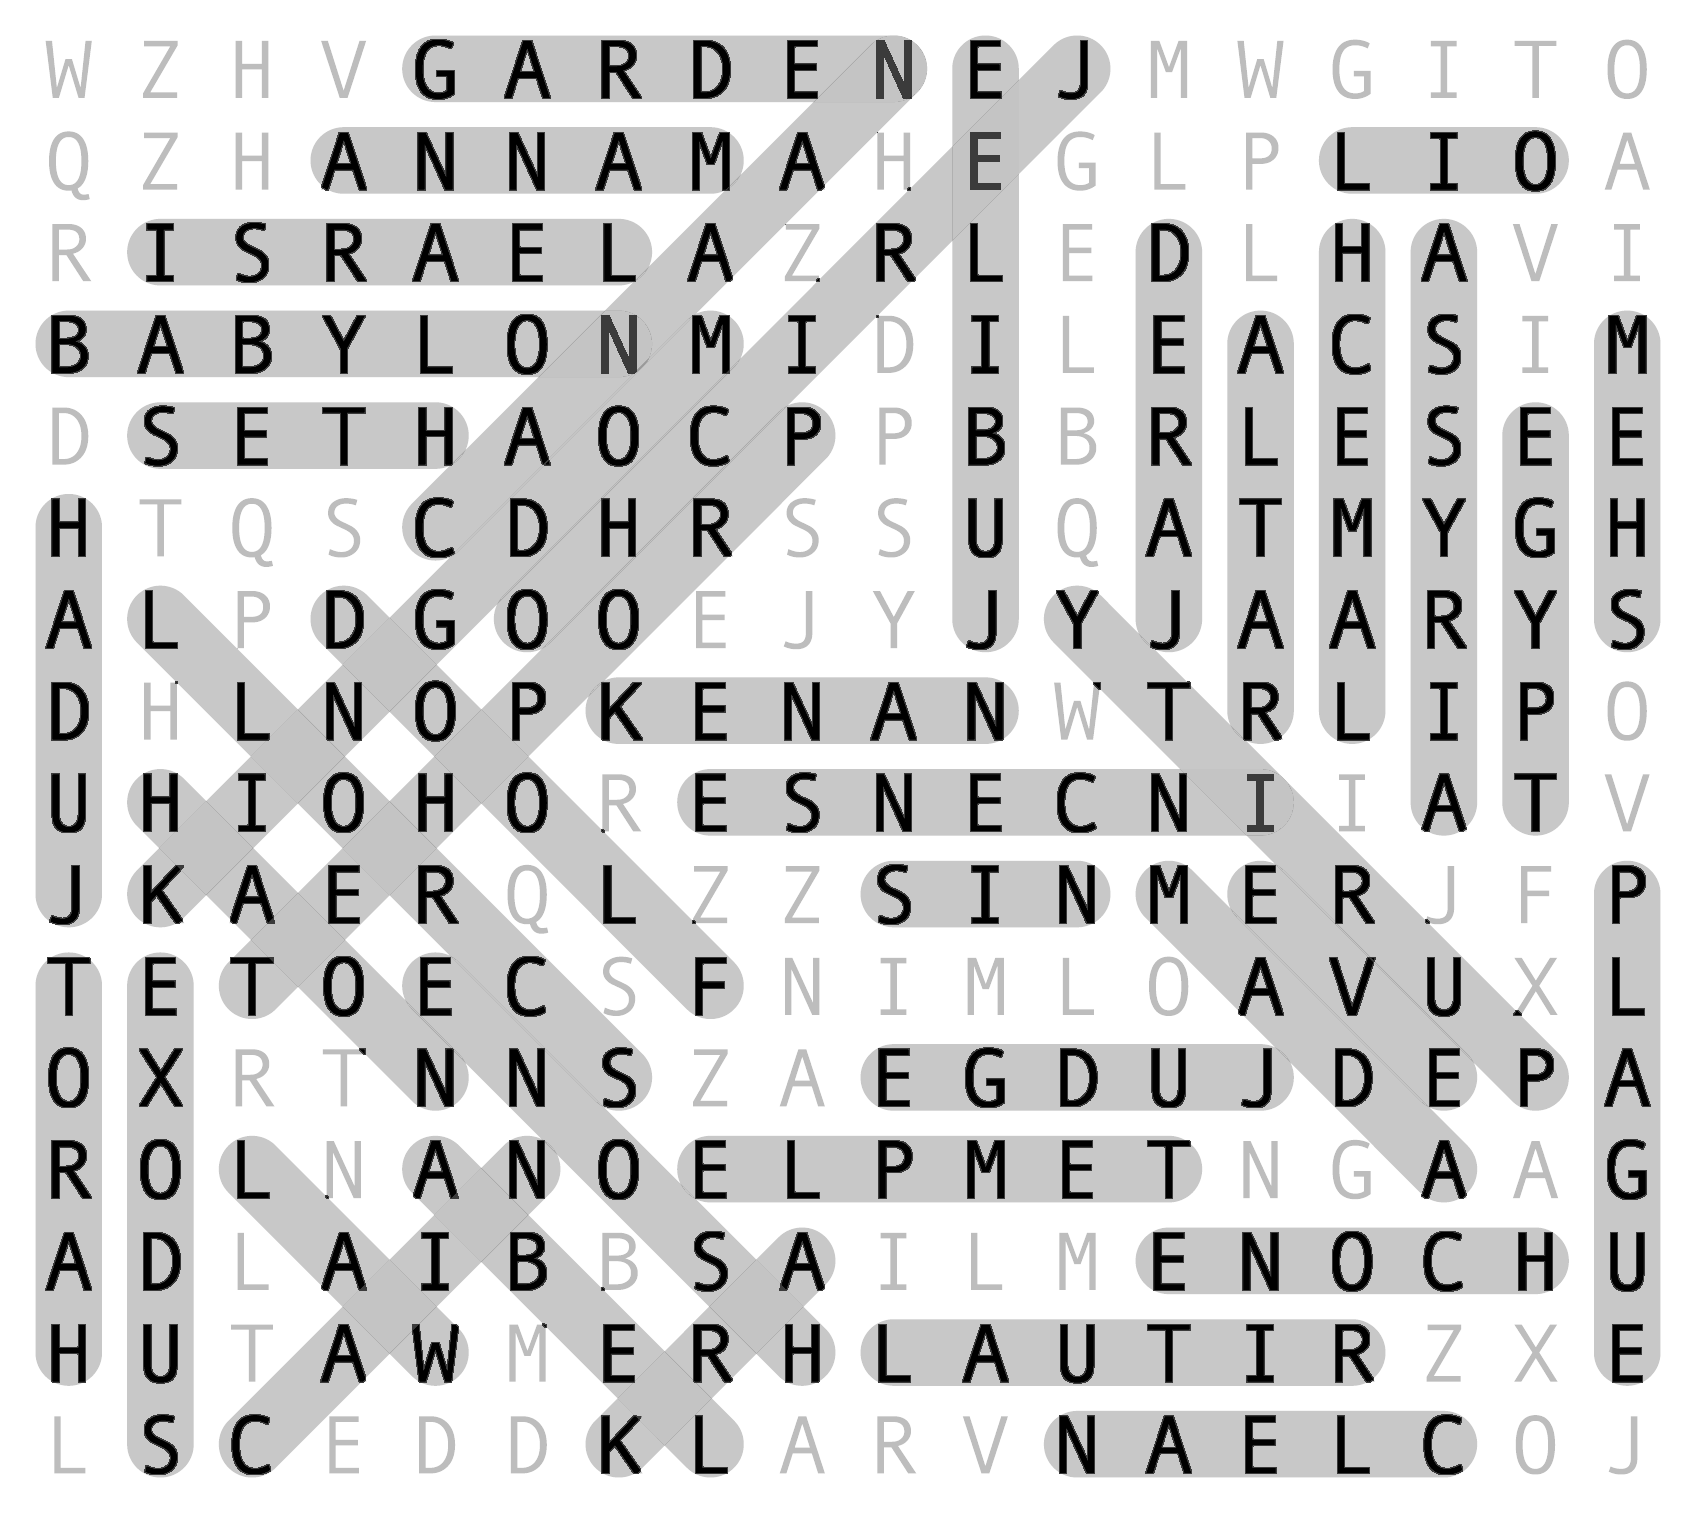 W Z H V G A R D E N E J M W G I T O
Q Z H A N N A M A H E G L P L I O A
R I S R A E L A Z R L E D L H A V I
B A B Y L O N M I D I L E A C S I M
D S E T H A O C P P B B R L E S E E
H T Q S C D H R S S U Q A T M Y G H
A L P D G O O E J Y J Y J A A R Y S
D H L N O P K E N A N W T R L I P O
U H I O H O R E S N E C N I I A T V
J K A E R Q L Z Z S I N M E R J F P
T E T O E C S F N I M L O A V U X L
O X R T N N S Z A E G D U J D E P A
R O L N A N O E L P M E T N G A A G
A D L A I B B S A I L M E N O C H U
H U T A W M E R H L A U T I R Z X E
L S C E D D K L A R V N A E L C O J